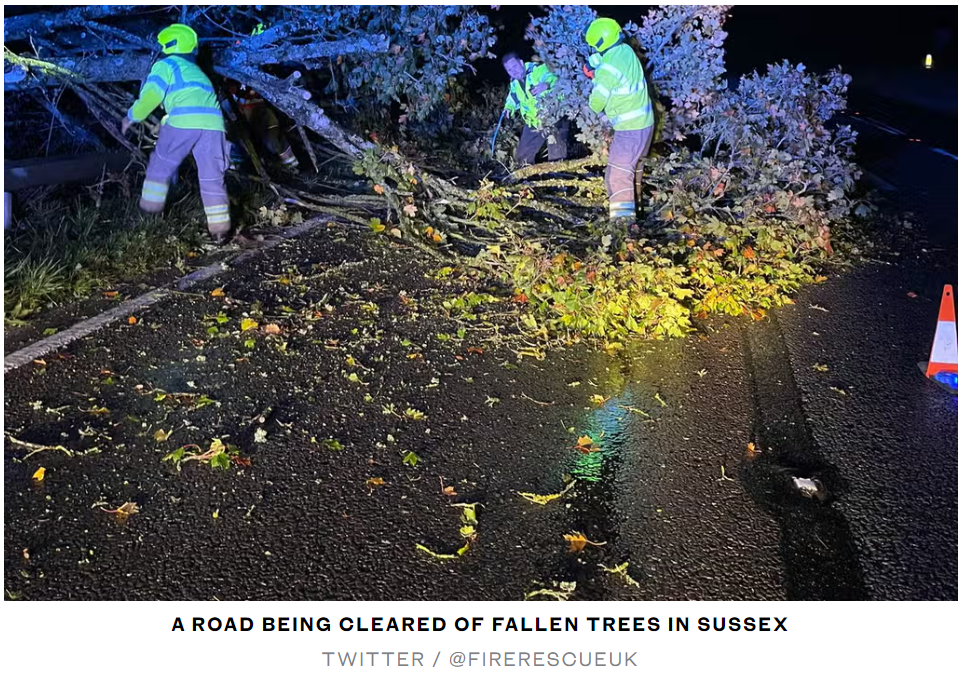 A ROAD BEING CLEARED OF FALLEN TREES IN SUSSEX
TWITTER / @FIRERESCUEUK